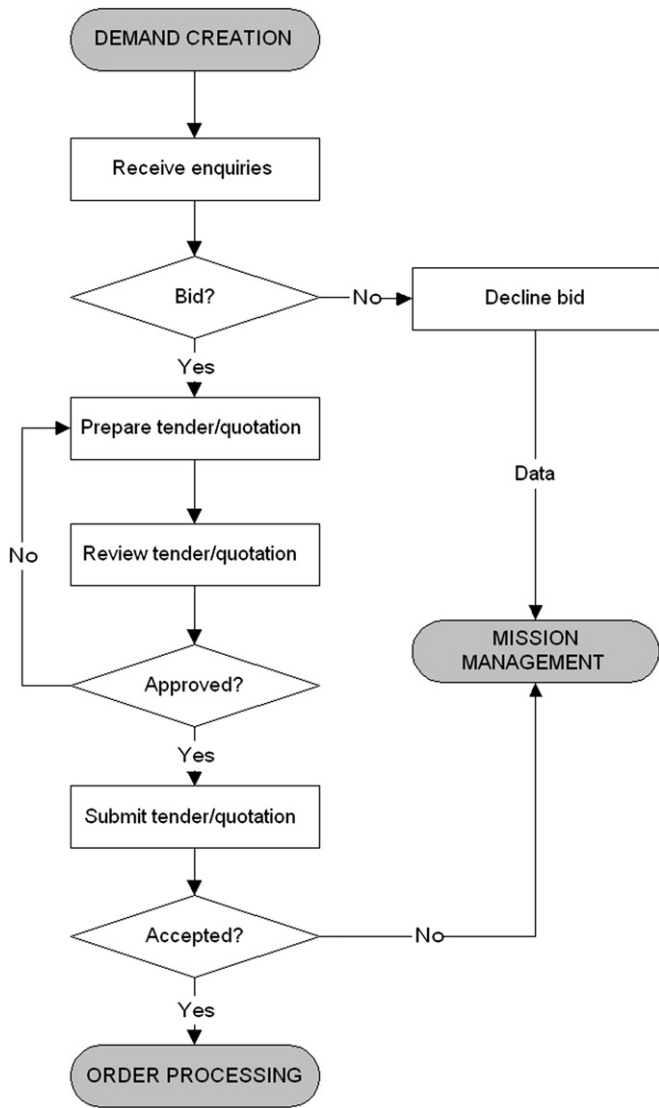 DEMAND CREATION
Receive enquiries
Bid?
No
Decline bid
Yes
Prepare tender/quotation
Data
No
Review tender/quotation
MISSION
MANAGEMENT
Approved?
Yes
Submit tender/quotation
Accepted?
No
Yes
ORDER PROCESSING